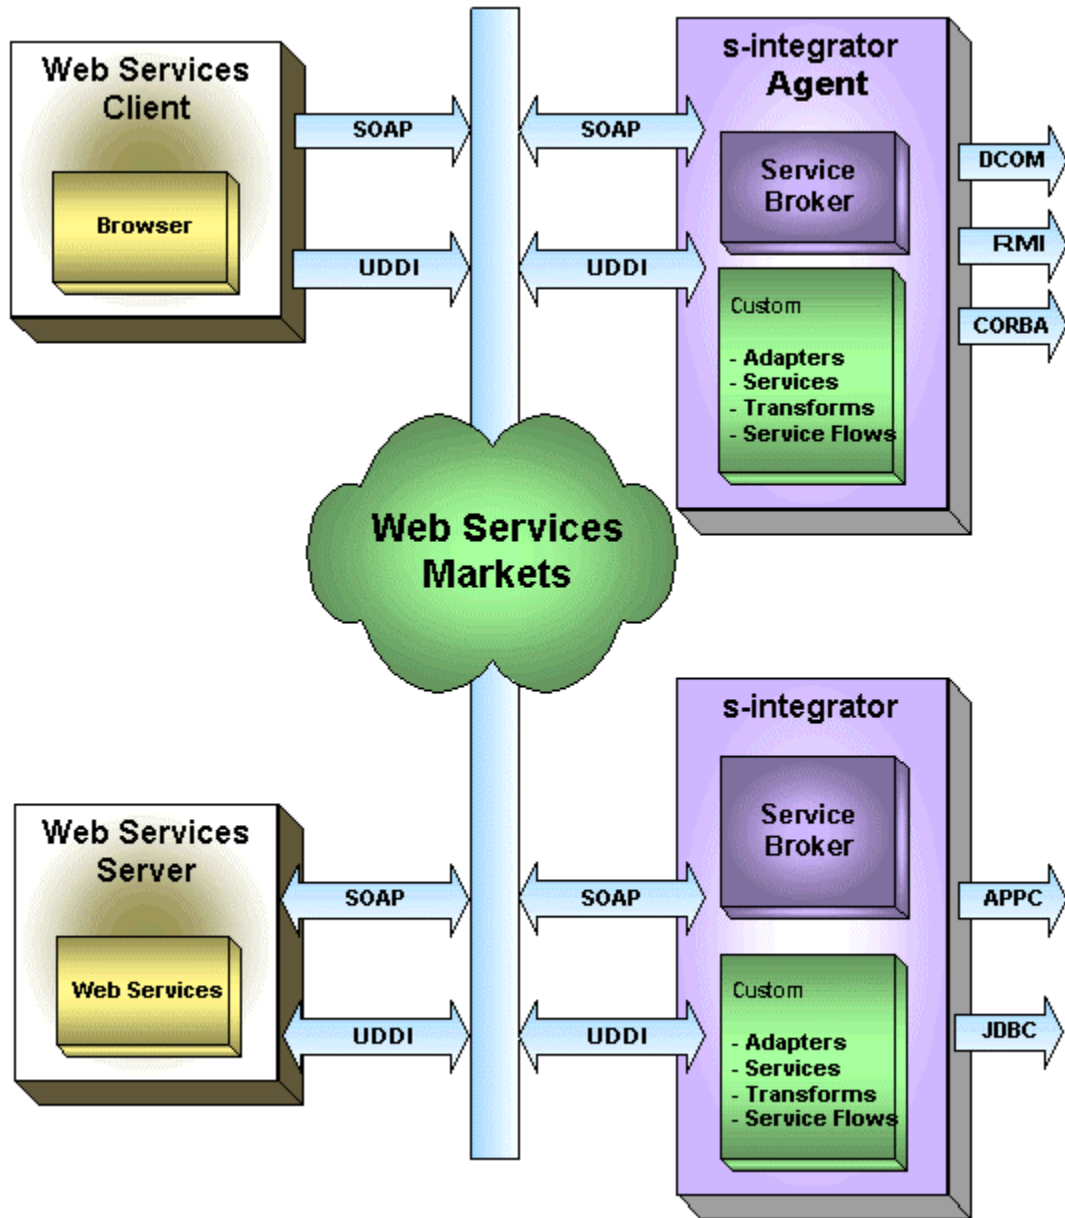 Web Services
Client
Browser
SOAP
UDDI
SOAP
UDDI
s-integrator
Agent
Service
Broker
Custom
- Adapters
- Services
- Transforms
- Service Flows
DCOM
RMI
CORBA
Web Services
Markets
Web Services
Server
Web Services
SOAP
UDDI
SOAP
UDDI
s-integrator
Service
Broker
Custom
- Adapters
- Services
- Transforms
- Service Flows
APPC
JDBC